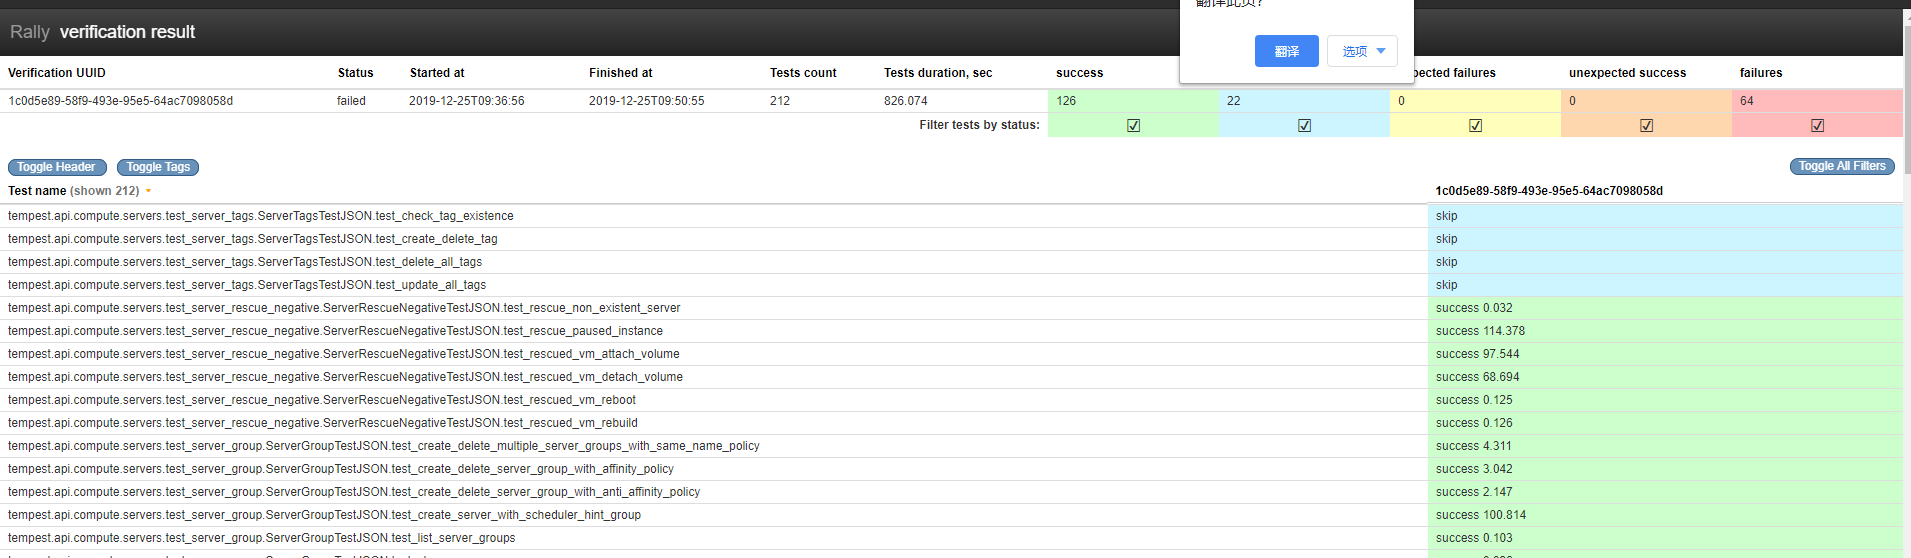 翻译此页?
Rally verification result
翻译 选项
Verification UUID Status Started at Finished at Tests count Tests duration, sec success pected failures unexpected success failures
1c0d5e89-58f9-493e-95e5-64ac7098058d failed 2019-12-25T09:36:56 2019-12-25T09:50:55 212 826.074 126 22 0 0 64
Filter tests by status:
Toggle Header Toggle Tags Toggle All Filters
Test name (shown 212) 1c0d5e89-58f9-493e-95e5-64ac7098058d
tempest.api.compute.servers.test_server_tags.ServerTagsTestJSON.test_check_tag_existence skip
tempest.api.compute.servers.test_server_tags.ServerTagsTestJSON.test_create_delete_tag skip
tempest.api.compute.servers.test_server_tags.ServerTagsTestJSON.test_delete_all_tags skip
tempest.api.compute.servers.test_server_tags.ServerTagsTestJSON.test_update_all_tags skip
tempest.api.compute.servers.test_server_rescue_negative.ServerRescueNegativeTestJSON.test_rescue_non_existent_server success 0.032
tempest.api.compute.servers.test_server_rescue_negative.ServerRescueNegativeTestJSON.test_rescue_paused_instance success 114.378
tempest.api.compute.servers.test_server_rescue_negative.ServerRescueNegativeTestJSON.test_rescued_vm_attach_volume success 97.544
tempest.api.compute.servers.test_server_rescue_negative.ServerRescueNegativeTestJSON.test_rescued_vm_detach_volume success 68.694
tempest.api.compute.servers.test_server_rescue_negative.ServerRescueNegativeTestJSON.test_rescued_vm_reboot success 0.125
tempest.api.compute.servers.test_server_rescue_negative.ServerRescueNegativeTestJSON.test_rescued_vm_rebuild success 0.126
tempest.api.compute.servers.test_server_group.ServerGroupTestJSON.test_create_delete_multiple_server_groups_with_same_name_policy success 4.311
tempest.api.compute.servers.test_server_group.ServerGroupTestJSON.test_create_delete_server_group_with_affinity_policy success 3.042
tempest.api.compute.servers.test_server_group.ServerGroupTestJSON.test_create_delete_server_group_with_anti_affinity_policy success 2.147
tempest.api.compute.servers.test_server_group.ServerGroupTestJSON.test_create_server_with_scheduler_hint_group success 100.814
tempest.api.compute.servers.test_server_group.ServerGroupTestJSON.test_list_server_groups success 0.103